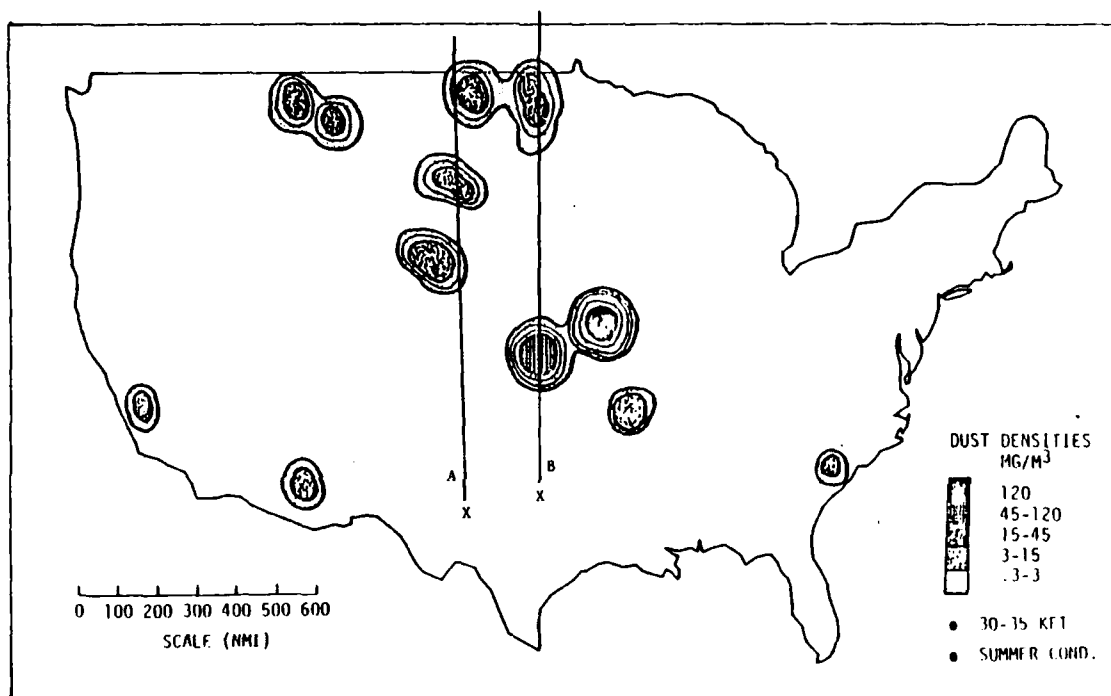 A
X
B
X
DUST DENSITIES
MG/M3
120
45-120
15-45
3-15
.3-3
0 100 200 300 400 500 600
SCALE (NMI)
• 30-35 KFT
• SUMMER COND.